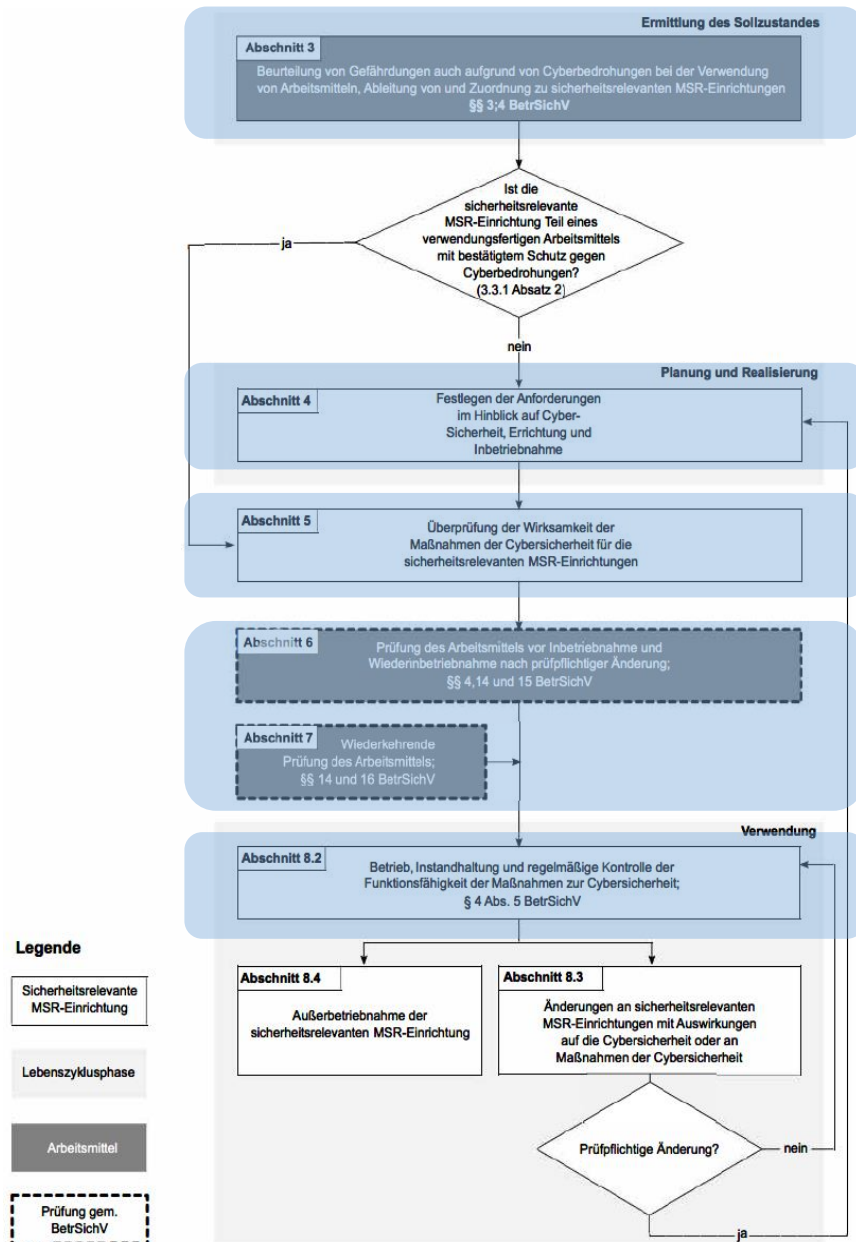 Ermittlung des Sollzustandes
Abschnitt 3
Beurteilung von Gefährdungen auch aufgrund von Cyberbedrohungen bei der Verwendung
von Arbeitsmitteln, Ableitung von und Zuordnung zu sicherheitsrelevanten MSR-Einrichtungen
§§ 3;4 BetrSichV
Ist die
sicherheitsrelevante
MSR-Einrichtung Teil eines
verwendungsfertigen Arbeitsmittels
mit bestätigtem Schutz gegen
Cyberbedrohungen?
(3.3.1 Absatz 2)
ja
nein
Planung und Realisierung
Abschnitt 4
Festlegen der Anforderungen
im Hinblick auf Cyber-
Sicherheit, Errichtung und
Inbetriebnahme
Abschnitt 5
Überprüfung der Wirksamkeit der
Maßnahmen der Cybersicherheit für die
sicherheitsrelevanten MSR-Einrichtungen
Abschnitt 6
Prüfung des Arbeitsmittels vor Inbetriebnahme und
Wiederinbetriebnahme nach prüfpflichtiger Änderung;
§§ 4,14 und 15 BetrSichV
Abschnitt 7
Wiederkehrende
Prüfung des Arbeitsmittels;
§§ 14 und 16 BetrSichV
Verwendung
Abschnitt 8.2
Betrieb, Instandhaltung und regelmäßige Kontrolle der
Funktionsfähigkeit der Maßnahmen zur Cybersicherheit;
§ 4 Abs. 5 BetrSichV
Abschnitt 8.4
Außerbetriebnahme der
sicherheitsrelevanten MSR-Einrichtung
Abschnitt 8.3
Änderungen an sicherheitsrelevanten
MSR-Einrichtungen mit Auswirkungen
auf die Cybersicherheit oder an
Maßnahmen der Cybersicherheit
Prüfpflichtige Änderung?
nein
ja
Legende
Sicherheitsrelevante
MSR-Einrichtung
Lebenszyklusphase
Arbeitsmittel
Prüfung gem.
BetrSichV